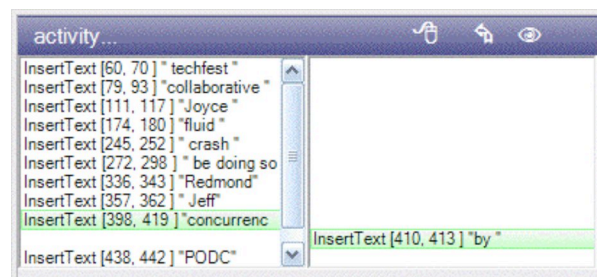 activity...
InsertText [60, 70 ] " techfest "
InsertText [79, 93 ] "collaborative "
InsertText [111, 117 ] "Joyce "
InsertText [174, 180 ] "fluid "
InsertText [245, 252 ] " crash "
InsertText [272, 298 ] " be doing so
InsertText [336, 343 ] "Redmond"
InsertText [357, 362 ] " Jeff"
InsertText [398, 419 ] "concurrenc
InsertText [410, 413 ] "by "
InsertText [438, 442 ] "PODC"